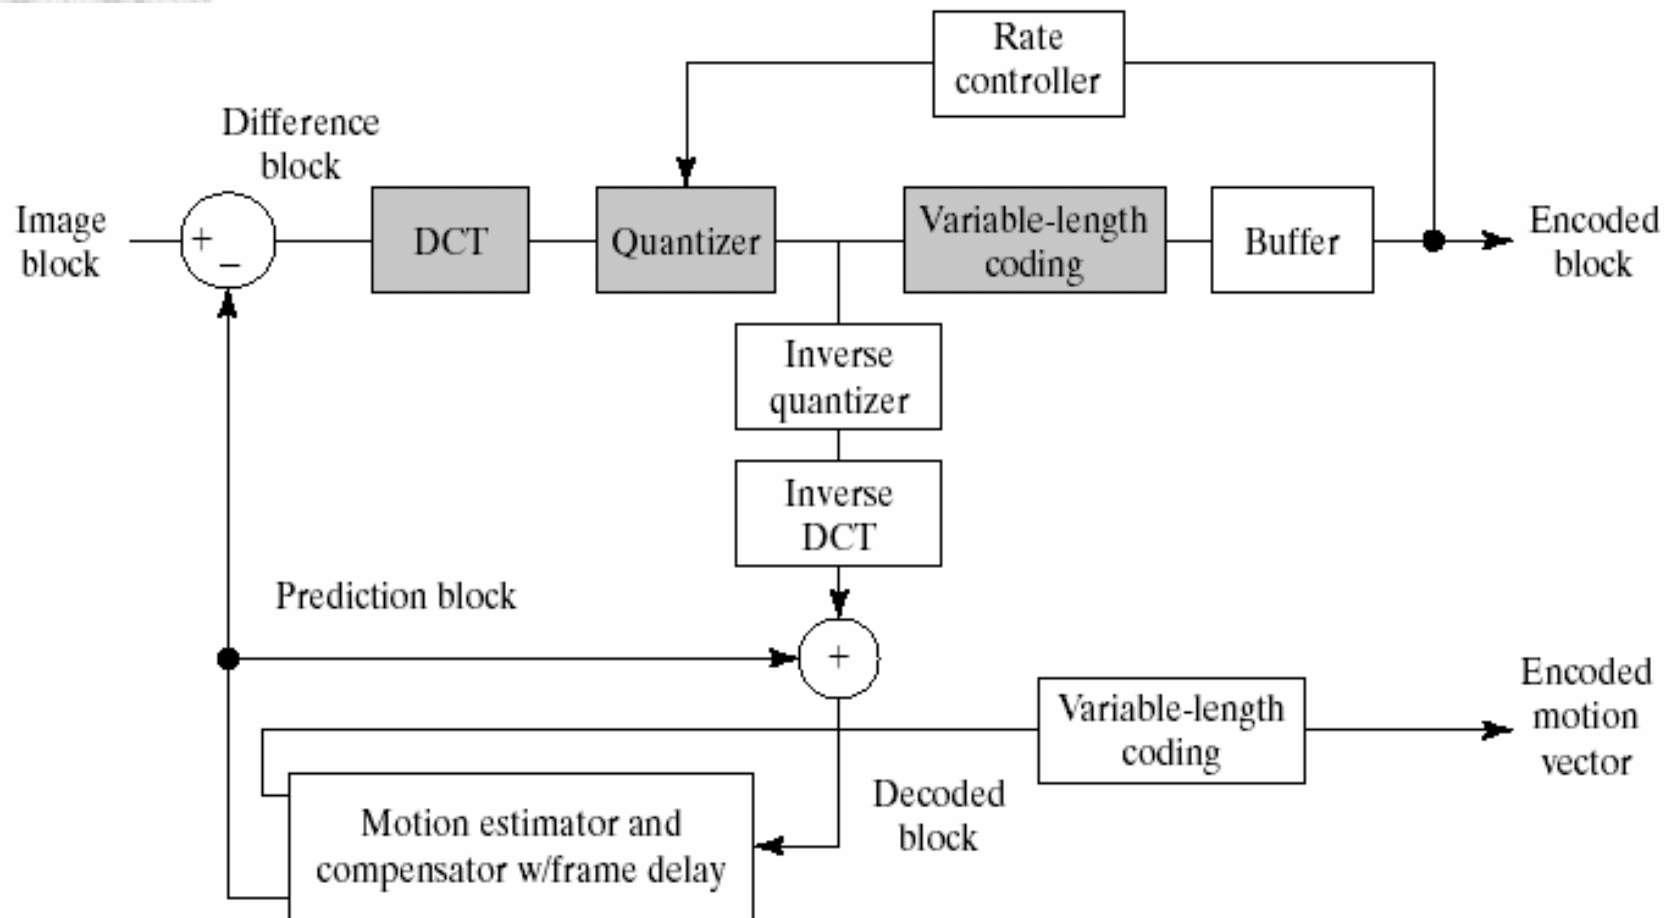 Rate
controller
Difference
block
Image
block
+
−
DCT
Quantizer
Variable-length
coding
Buffer
Encoded
block
Inverse
quantizer
Inverse
DCT
Prediction block
+
Variable-length
coding
Encoded
motion
vector
Decoded
block
Motion estimator and
compensator w/frame delay